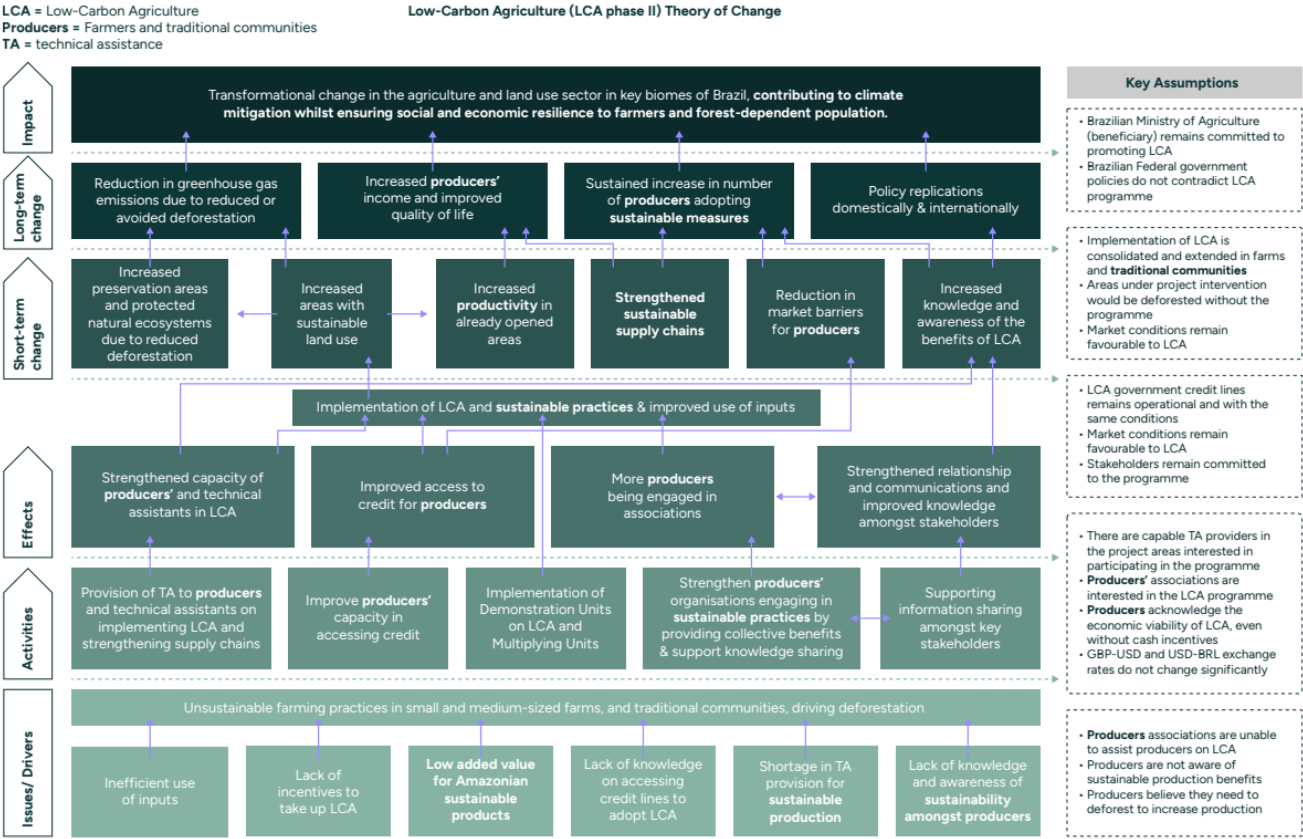 LCA = Low-Carbon Agriculture
Producers = Farmers and traditional communities
TA = technical assistance
Low-Carbon Agriculture (LCA phase II) Theory of Change
Impact
Transformational change in the agriculture and land use sector in key biomes of Brazil, contributing to climate
mitigation whilst ensuring social and economic resilience to farmers and forest-dependent population.
Long-term
change
Reduction in greenhouse gas
emissions due to reduced or
avoided deforestation
Increased producers’
income and improved
quality of life
Sustained increase in number
of producers adopting
sustainable measures
Policy replications
domestically & internationally
Short-term
change
Increased
preservation areas
and protected
natural ecosystems
due to reduced
deforestation
Increased
areas with
sustainable
land use
Increased
productivity in
already opened
areas
Strengthened
sustainable
supply chains
Reduction in
market barriers
for producers
Increased
knowledge and
awareness of the
benefits of LCA
Implementation of LCA and sustainable practices & improved use of inputs
Effects
Strengthened capacity of
producers’ and technical
assistants in LCA
Improved access to
credit for producers
More producers
being engaged in
associations
Strengthened relationship
and communications and
improved knowledge
amongst stakeholders
Activities
Provision of TA to producers
and technical assistants on
implementing LCA and
strengthening supply chains
Improve producers’
capacity in
accessing credit
Implementation of
Demonstration Units
on LCA and
Multiplying Units
Strengthen producers’
organisations engaging in
sustainable practices by
providing collective benefits
& support knowledge sharing
Supporting
information sharing
amongst key
stakeholders
Issues/ Drivers
Unsustainable farming practices in small and medium-sized farms, and traditional communities, driving deforestation
Inefficient use
of inputs
Lack of
incentives to
take up LCA
Low added value
for Amazonian
sustainable
products
Lack of knowledge
on accessing
credit lines to
adopt LCA
Shortage in TA
provision for
sustainable
production
Lack of knowledge
and awareness of
sustainability
amongst producers
Key Assumptions
• Brazilian Ministry of Agriculture
(beneficiary) remains committed to
promoting LCA
• Brazilian Federal government
policies do not contradict LCA
programme
• Implementation of LCA is
consolidated and extended in farms
and traditional communities
• Areas under project intervention
would be deforested without the
programme
• Market conditions remain
favourable to LCA
• LCA government credit lines
remains operational and with the
same conditions
• Market conditions remain
favourable to LCA
• Stakeholders remain committed
to the programme
• There are capable TA providers in
the project areas interested in
participating in the programme
• Producers’ associations are
interested in the LCA programme
• Producers acknowledge the
economic viability of LCA, even
without cash incentives
• GBP-USD and USD-BRL exchange
rates do not change significantly
• Producers associations are unable
to assist producers on LCA
• Producers are not aware of
sustainable production benefits
• Producers believe they need to
deforest to increase production